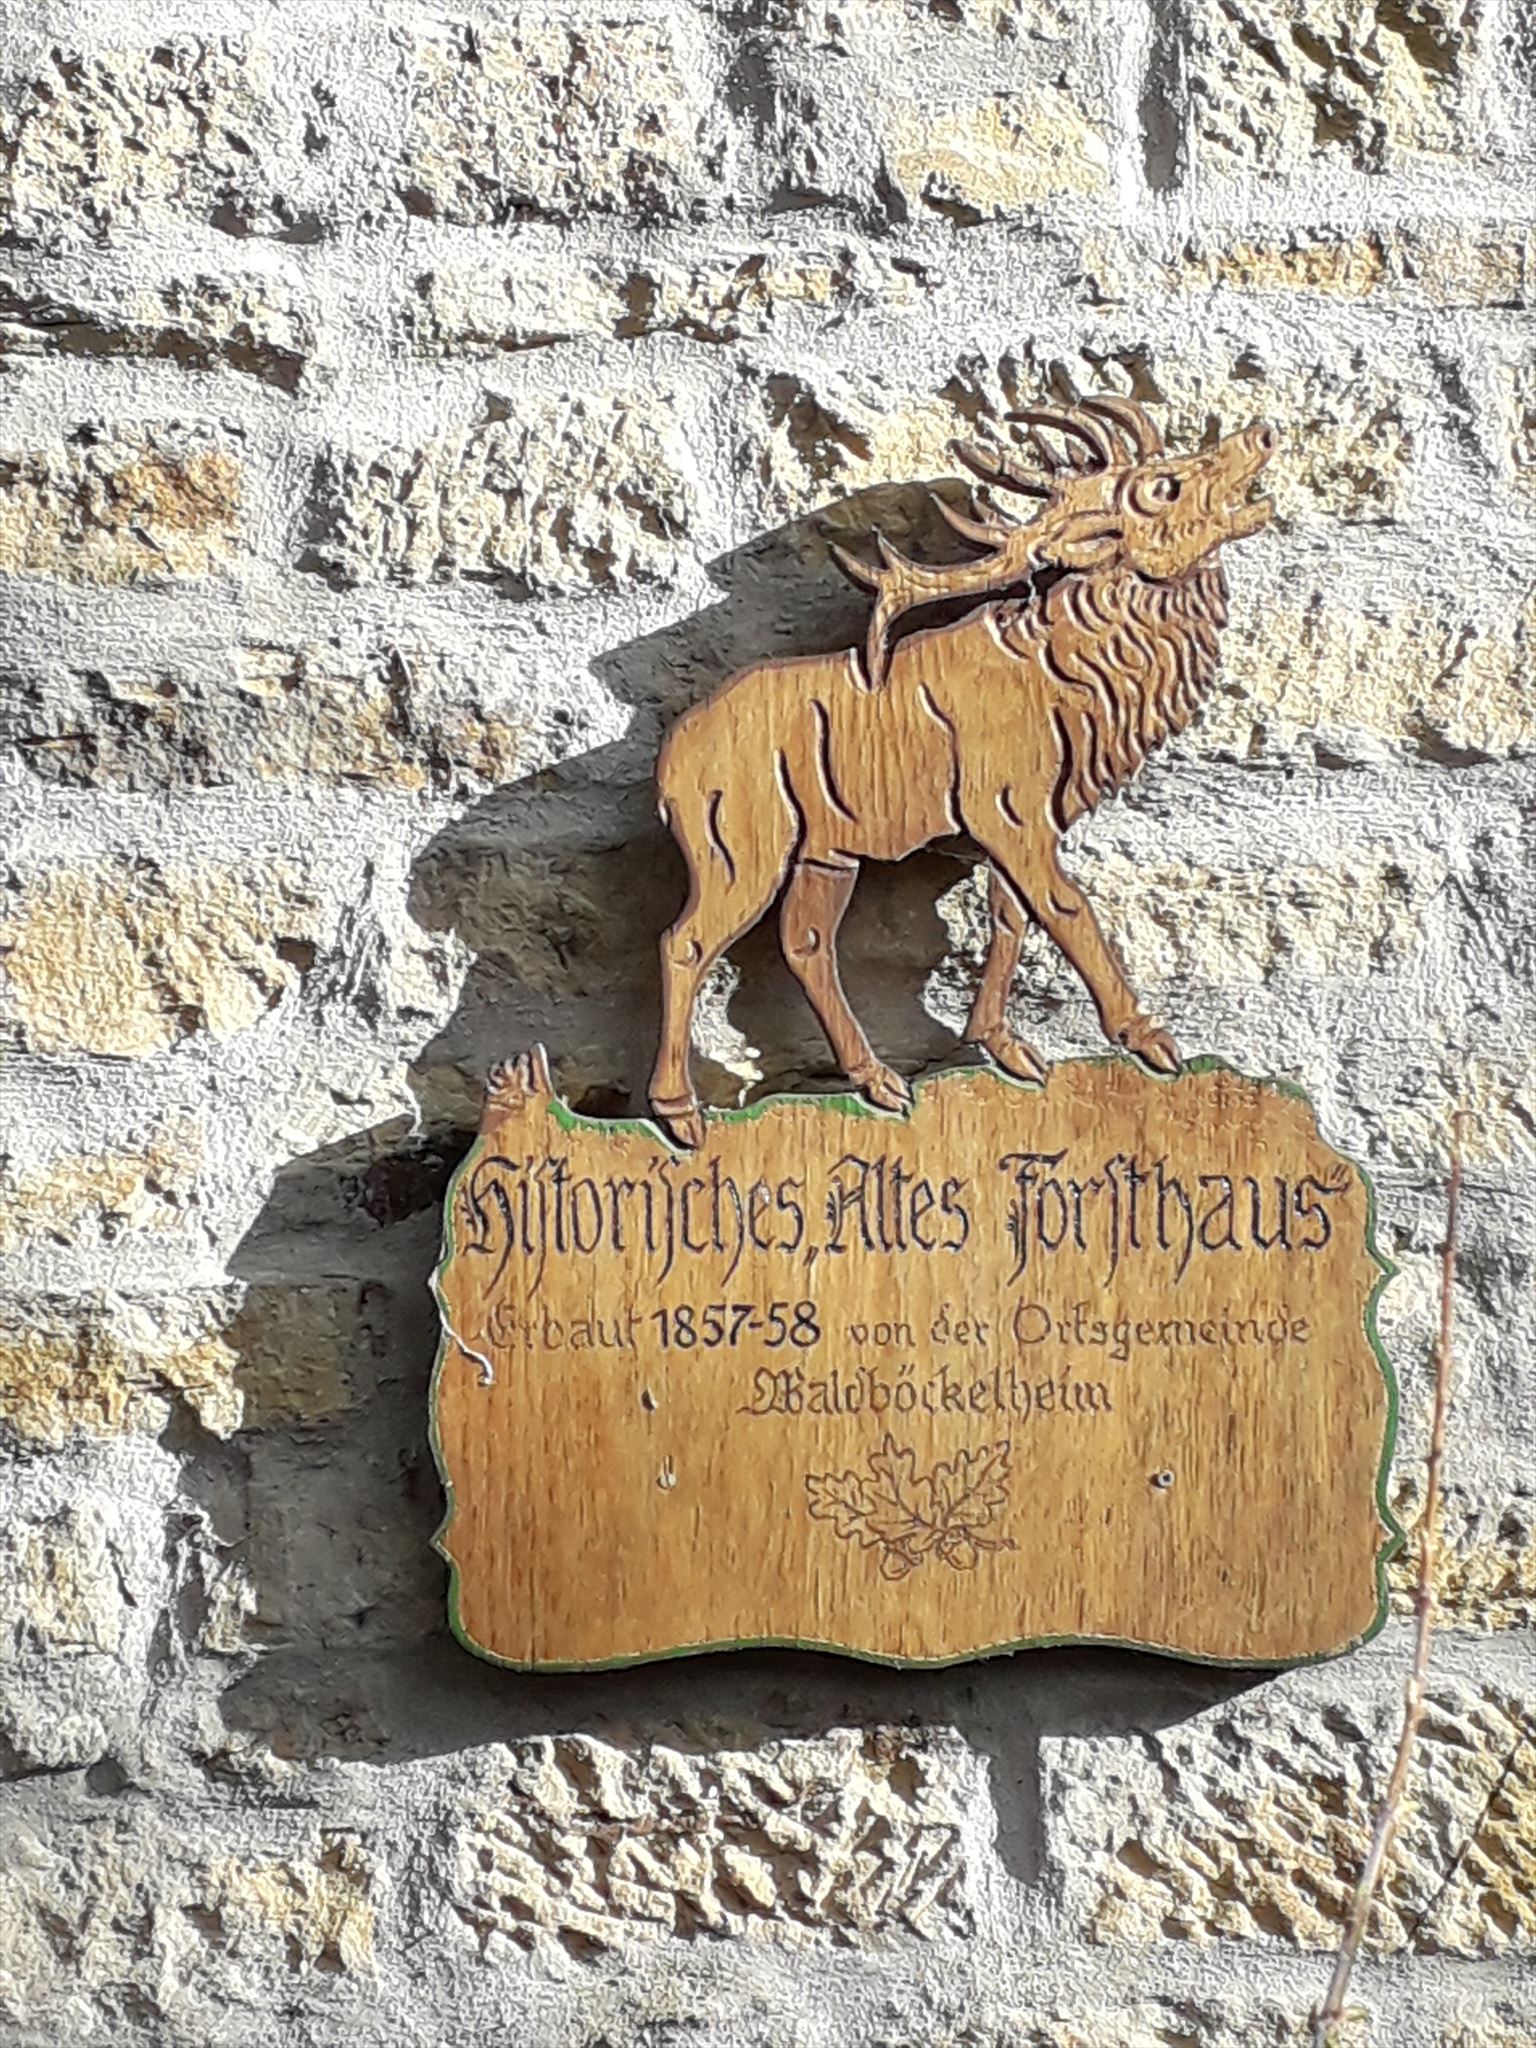 Hiſtoriſches „Altes Forſthaus"
Erbaut 1857-58 von der Ortsgemeinde
Waldböckelheim